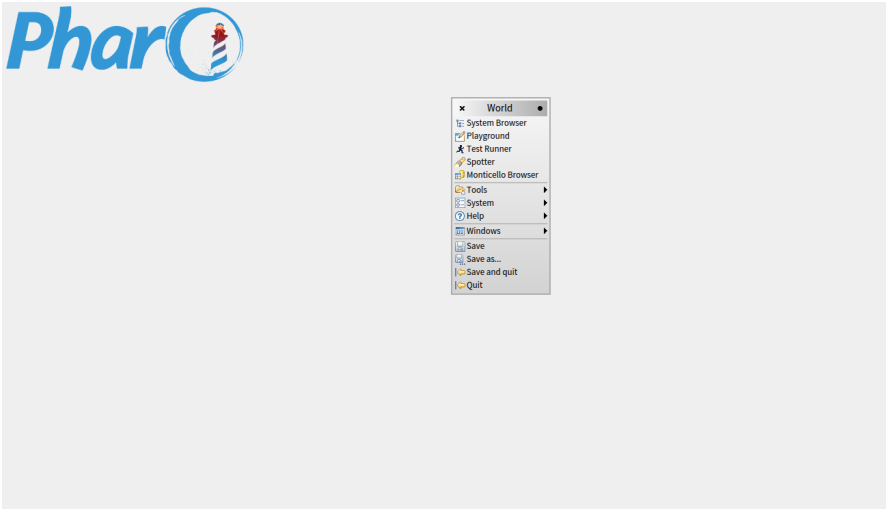 Pharo
World
System Browser
Playground
Test Runner
Spotter
Monticello Browser
Tools
System
Help
Windows
Save
Save as...
Save and quit
Quit